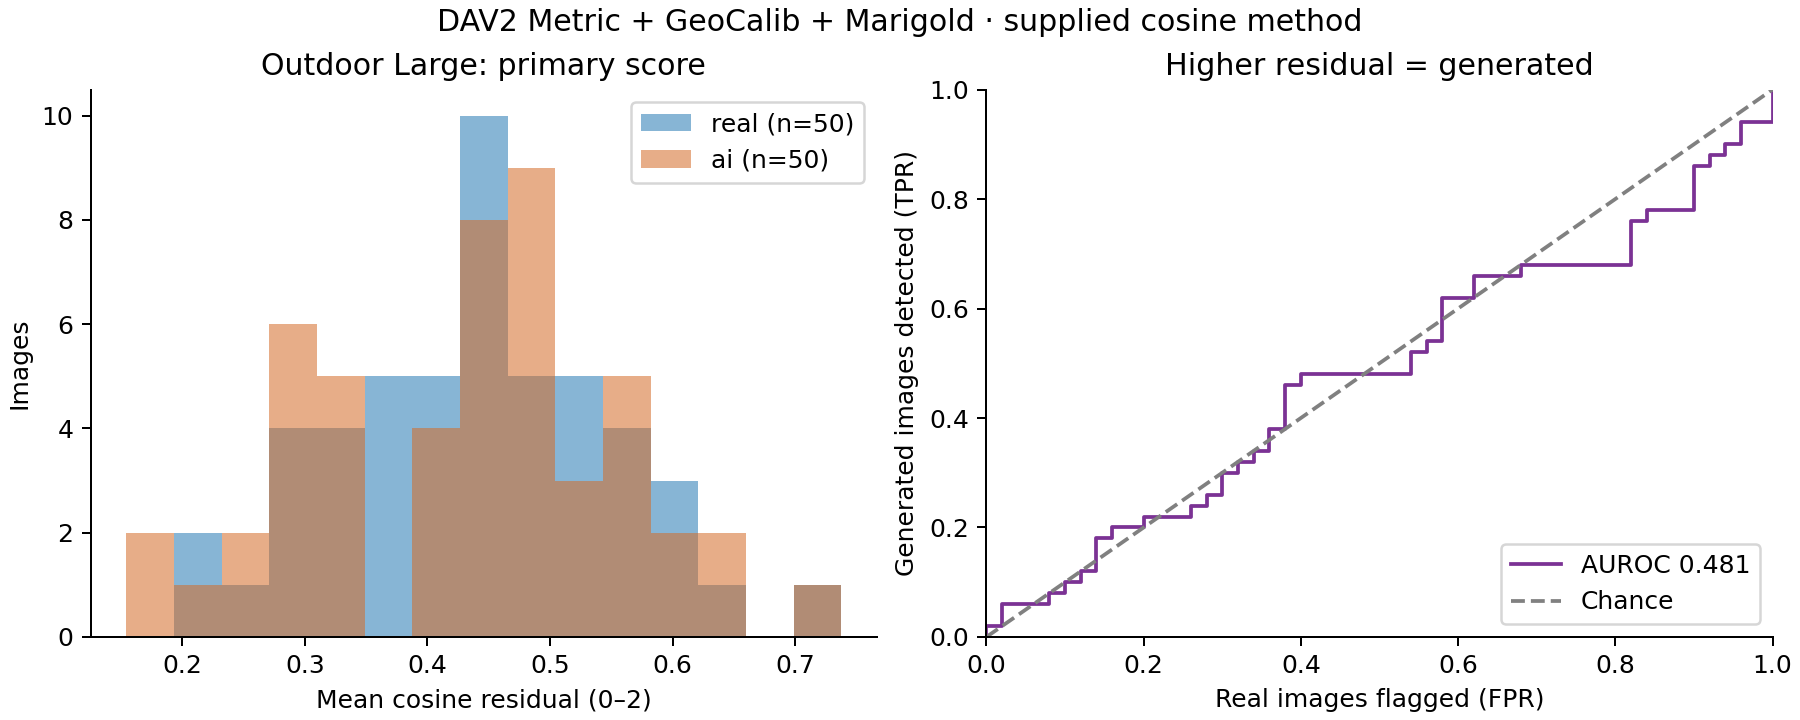 DAV2 Metric + GeoCalib + Marigold · supplied cosine method
Outdoor Large: primary score
Images
10
8
6
4
2
0
real (n=50)
ai (n=50)
0.2 0.3 0.4 0.5 0.6 0.7
Mean cosine residual (0–2)
Higher residual = generated
Generated images detected (TPR)
1.0
0.8
0.6
0.4
0.2
0.0
AUROC 0.481
Chance
0.0 0.2 0.4 0.6 0.8 1.0
Real images flagged (FPR)